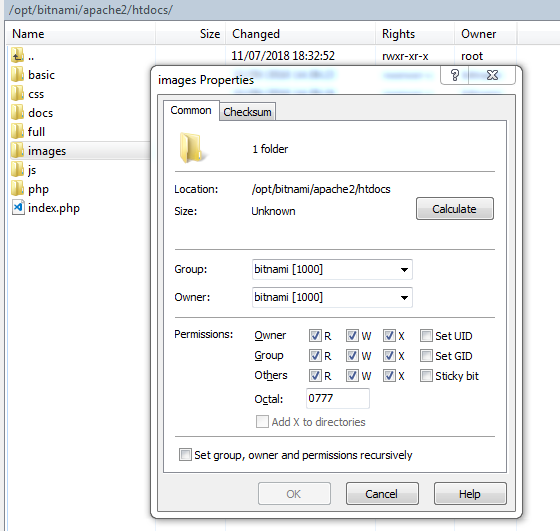 /opt/bitnami/apache2/htdocs/
Name Size Changed Rights Owner
.. 11/07/2018 18:32:52 rwxr-xr-x root
basic
css
docs
full
images
js
php
index.php
images Properties
Common Checksum
1 folder
Location: /opt/bitnami/apache2/htdocs
Size: Unknown Calculate
Group: bitnami [1000]
Owner: bitnami [1000]
Permissions: Owner R W X Set UID
Group R W X Set GID
Others R W X Sticky bit
Octal: 0777
Add X to directories
Set group, owner and permissions recursively
OK Cancel Help